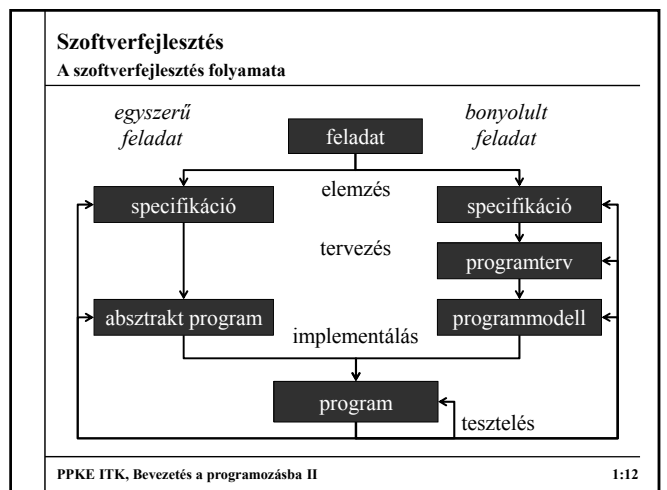 Szoftverfejlesztés
A szoftverfejlesztés folyamata
egyszerű
feladat
feladat
bonyolult
feladat
elemzés
specifikáció
specifikáció
tervezés
programterv
absztrakt program
programmodell
implementálás
program
tesztelés
PPKE ITK, Bevezetés a programozásba II
1:12